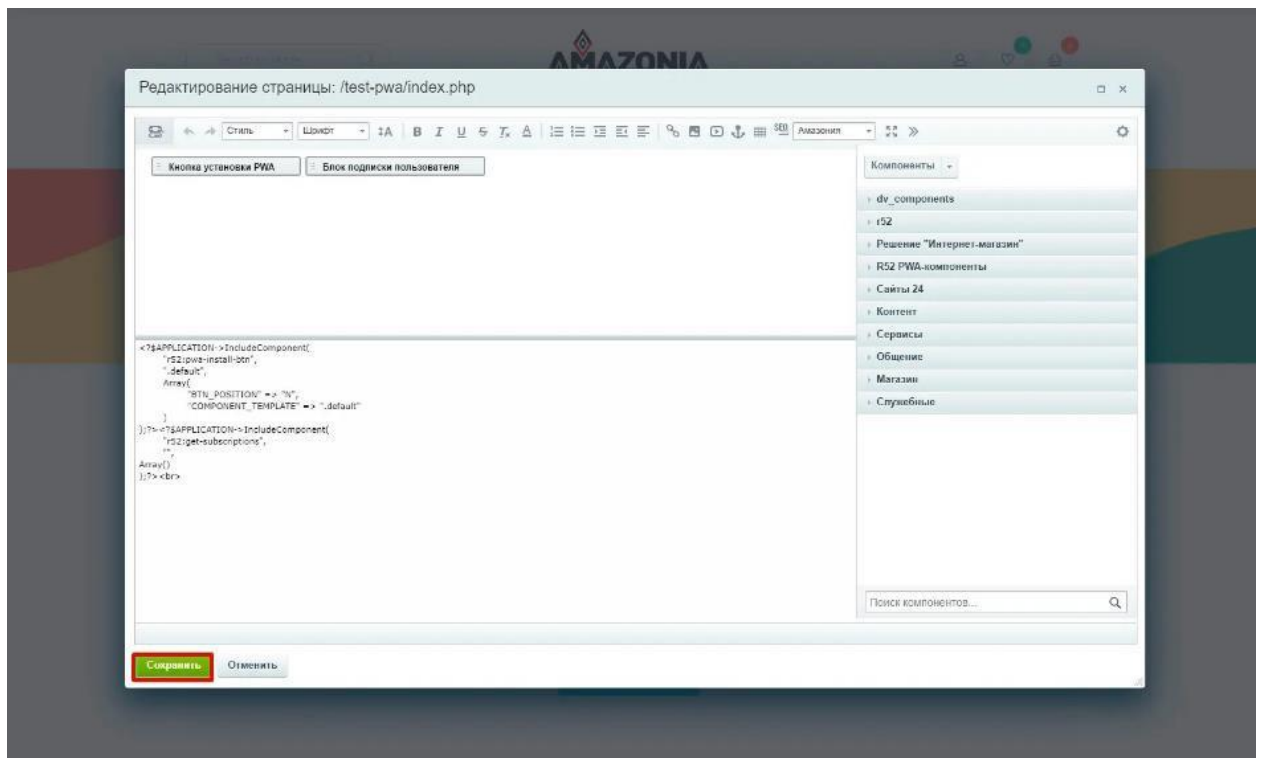 AMAZONIA
Редактирование страницы: /test-pwa/index.php
Стиль Шрифт A B I U S Tx A SEO Амазония
Кнопка установки PWA Блок подписки пользователя
Компоненты
dv_components
r52
Решение "Интернет-магазин"
R52 PWA-компоненты
Сайты 24
Контент
Сервисы
Общение
Магазин
Служебные
<?$APPLICATION->IncludeComponent(
"r52:pwa-install-btn",
".default",
Array(
"BTN_POSITION" => "N",
"COMPONENT_TEMPLATE" => ".default"
)
);?><?$APPLICATION->IncludeComponent(
"r52:get-subscriptions",
"",
Array()
);?><br>
Поиск компонентов...
Сохранить Отменить